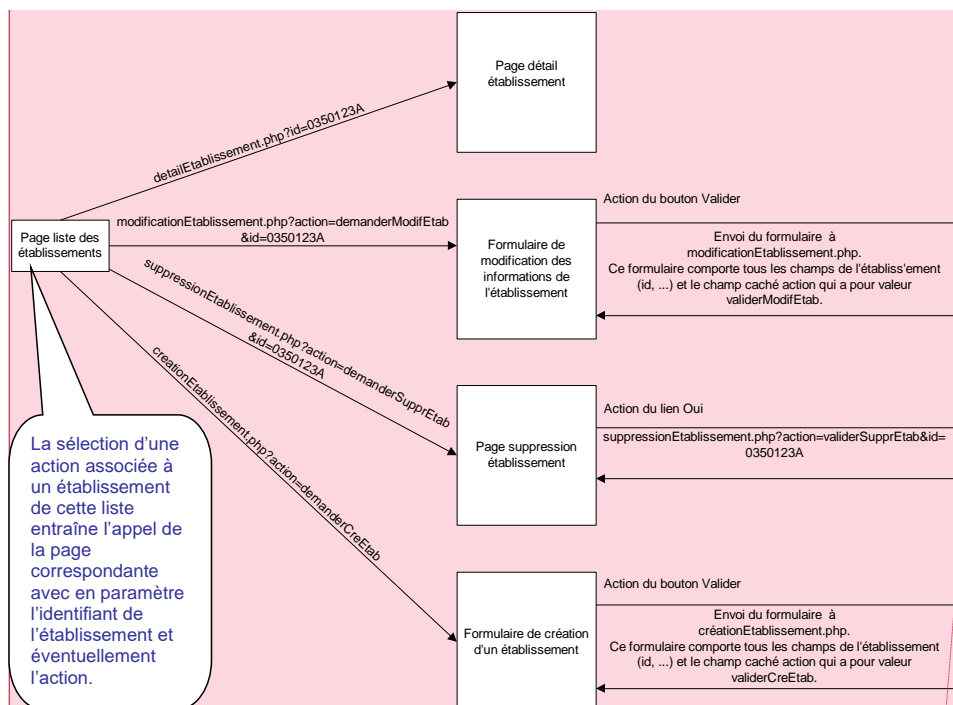 Page détail
établissement
detailEtablissement.php?id=0350123A
Page liste des
établissements
modificationEtablissement.php?action=demanderModifEtab
&id=0350123A
Formulaire de
modification des
informations de
l'établissement
Action du bouton Valider
Envoi du formulaire à
modificationEtablissement.php.
Ce formulaire comporte tous les champs de l'établiss'ement
(id, ...) et le champ caché action qui a pour valeur
validerModifEtab.
suppressionEtablissement.php?action=demanderSupprEtab
&id=0350123A
Page suppression
établissement
Action du lien Oui
suppressionEtablissement.php?action=validerSupprEtab&id=
0350123A
creationEtablissement.php?action=demanderCreEtab
Formulaire de création
d'un établissement
Action du bouton Valider
Envoi du formulaire à
créationEtablissement.php.
Ce formulaire comporte tous les champs de l'établissement
(id, ...) et le champ caché action qui a pour valeur
validerCreEtab.
La sélection d’une
action associée à
un établissement
de cette liste
entraîne l’appel de
la page
correspondante
avec en paramètre
l’identifiant de
l’établissement et
éventuellement
l’action.